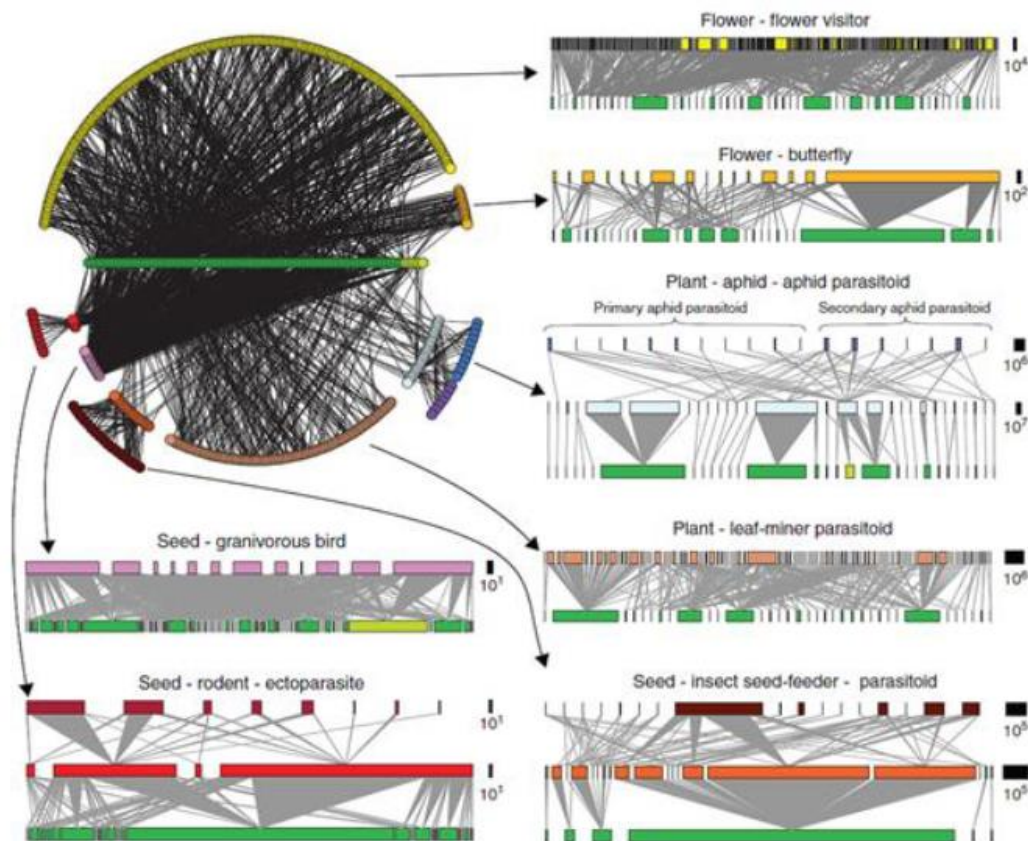 Flower - flower visitor
10⁴
Flower - butterfly
10²
Plant - aphid - aphid parasitoid
Primary aphid parasitoid
Secondary aphid parasitoid
10⁶
10⁷
Plant - leaf-miner parasitoid
10⁶
Seed - granivorous bird
10¹
Seed - rodent - ectoparasite
10¹
10¹
Seed - insect seed-feeder - parasitoid
10⁵
10⁵